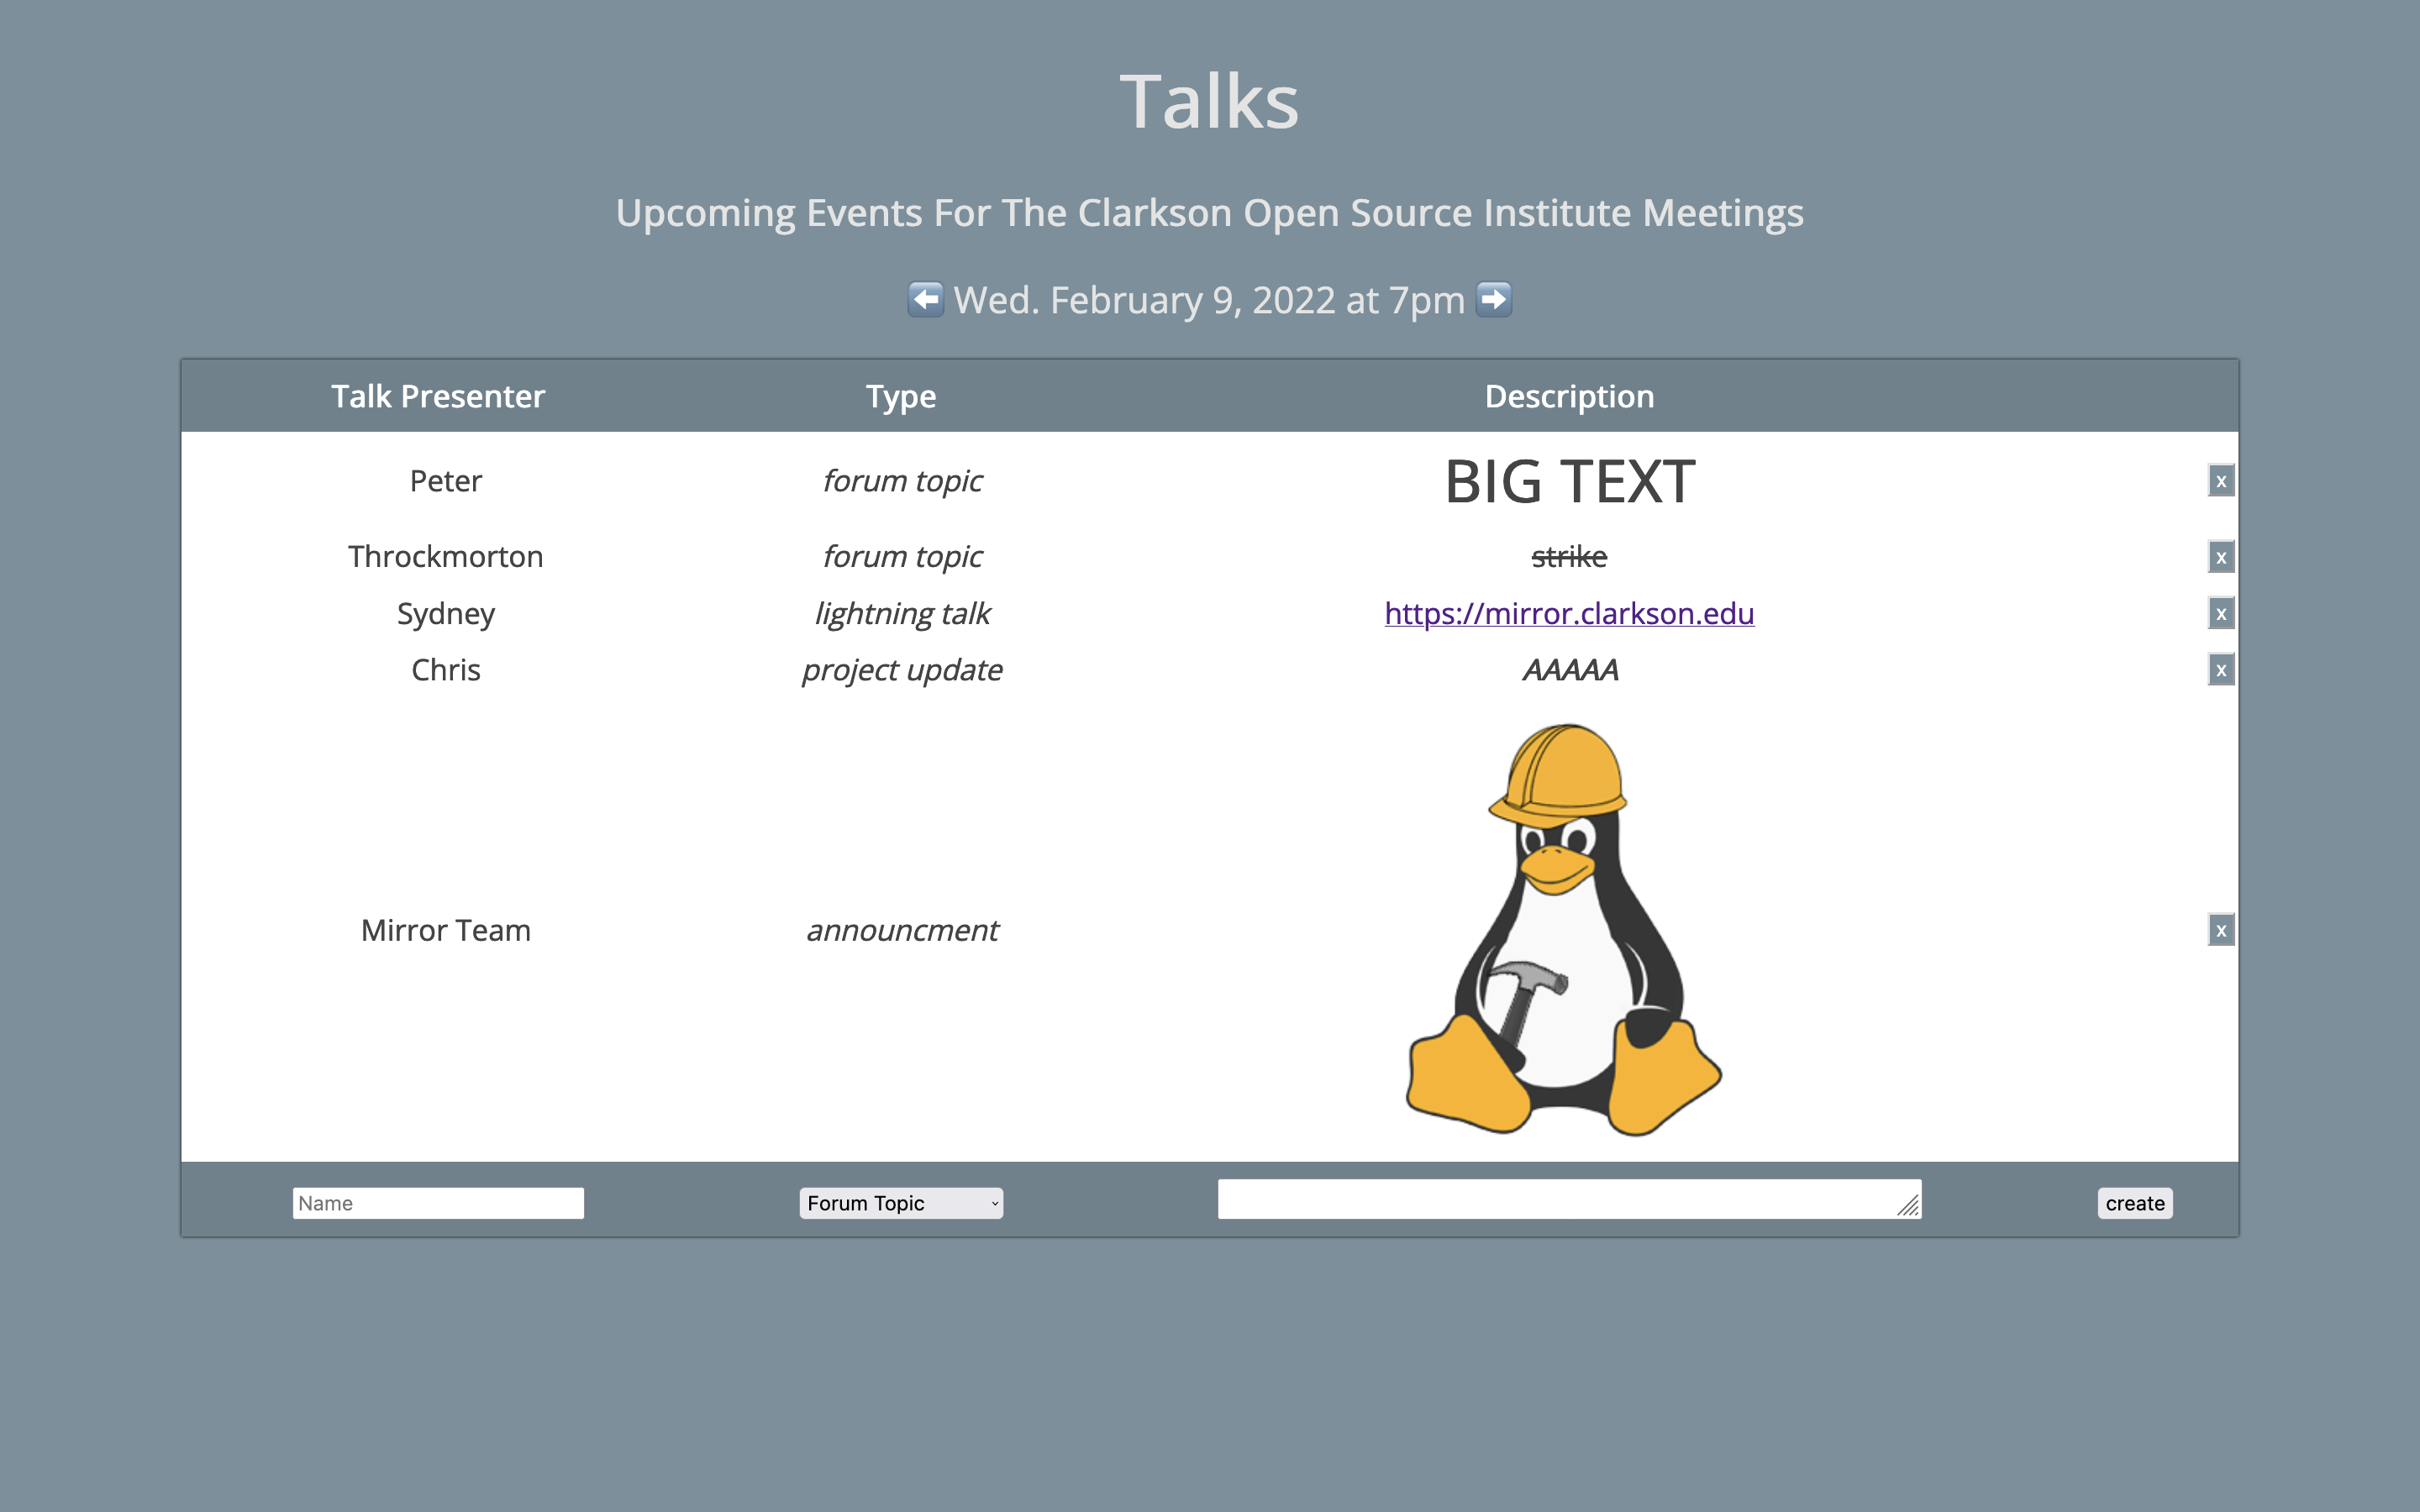 Talks
Upcoming Events For The Clarkson Open Source Institute Meetings
Wed. February 9, 2022 at 7pm
Talk Presenter Type Description
Peter forum topic BIG TEXT x
Throckmorton forum topic strike x
Sydney lightning talk https://mirror.clarkson.edu x
Chris project update AAAAA x
Mirror Team announcment x
Name Forum Topic create